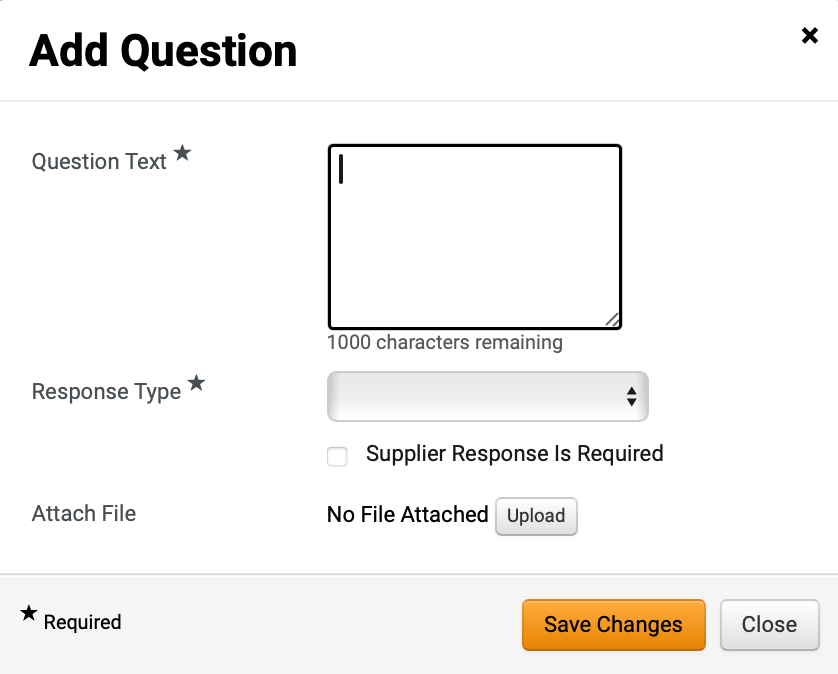 Add Question
Question Text ★
1000 characters remaining
Response Type ★
Supplier Response Is Required
Attach File No File Attached Upload
★ Required Save Changes Close